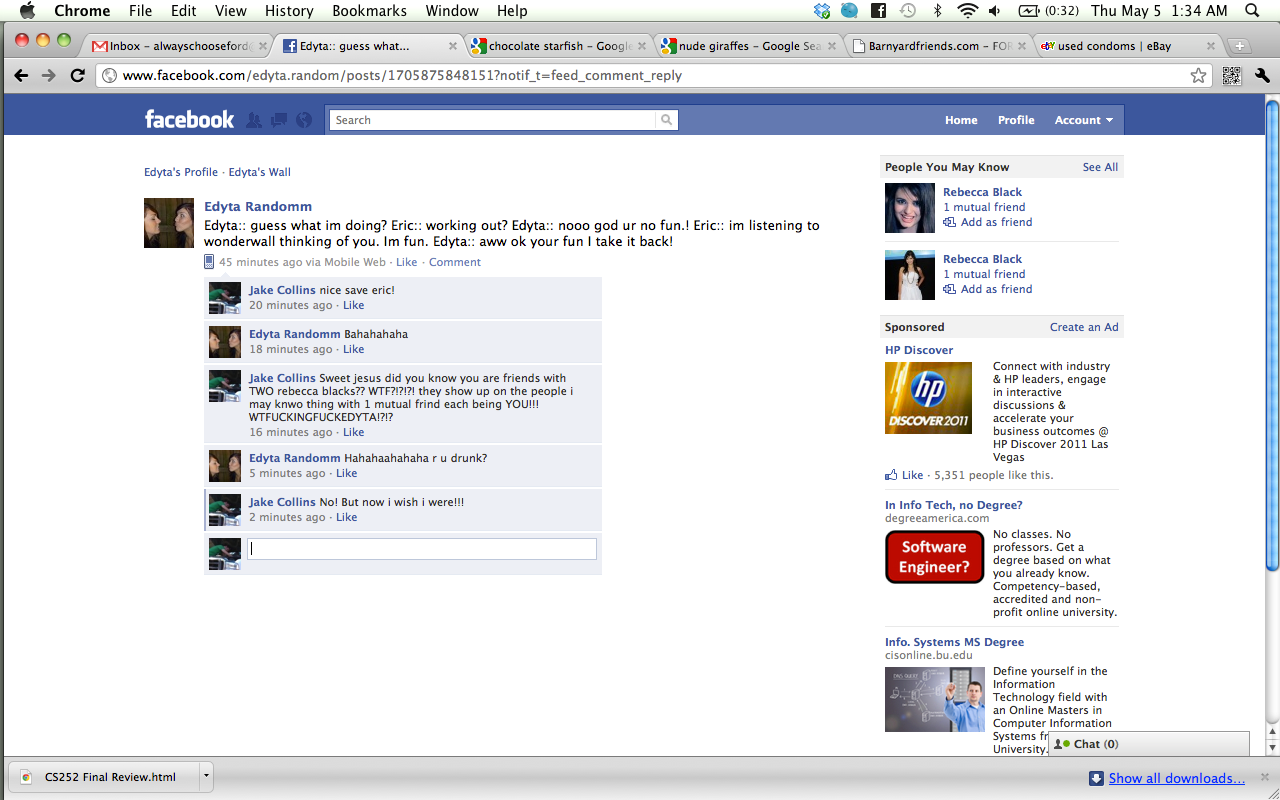 Chrome File Edit View History Bookmarks Window Help (0:32) Thu May 5 1:34 AM
Inbox – alwayschooseford Edyta:: guess what... chocolate starfish – Google nude giraffes – Google Sea Barnyardfriends.com – FOR ebY used condoms | eBay
www.facebook.com/edyta.random/posts/1705875848151?notif_t=feed_comment_reply
facebook Search Home Profile Account
Edyta's Profile · Edyta's Wall
Edyta Randomm
Edyta:: guess what im doing? Eric:: working out? Edyta:: nooo god ur no fun.! Eric:: im listening to
wonderwall thinking of you. Im fun. Edyta:: aww ok your fun I take it back!
45 minutes ago via Mobile Web · Like · Comment
Jake Collins nice save eric!
20 minutes ago · Like
Edyta Randomm Bahahahaha
18 minutes ago · Like
Jake Collins Sweet jesus did you know you are friends with
TWO rebecca blacks?? WTF?!?!?! they show up on the people i
may knwo thing with 1 mutual frind each being YOU!!!
WTFUCKINGFUCKEDYTA!?!?
16 minutes ago · Like
Edyta Randomm Hahahaahahaha r u drunk?
5 minutes ago · Like
Jake Collins No! But now i wish i were!!!
2 minutes ago · Like
People You May Know See All
Rebecca Black
1 mutual friend
Add as friend
Rebecca Black
1 mutual friend
Add as friend
Sponsored Create an Ad
HP Discover
hp
DISCOVER2011
Connect with industry
& HP leaders, engage
in interactive
discussions &
accelerate your
business outcomes @
HP Discover 2011 Las
Vegas
Like · 5,351 people like this.
In Info Tech, no Degree?
degreeamerica.com
Software
Engineer?
No classes. No
professors. Get a
degree based on what
you already know.
Competency-based,
accredited and non-
profit online university.
Info. Systems MS Degree
cisonline.bu.edu
Define yourself in the
Information
Technology field with
an Online Masters in
Computer Information
Systems
University.
Chat (0)
CS252 Final Review.html Show all downloads...